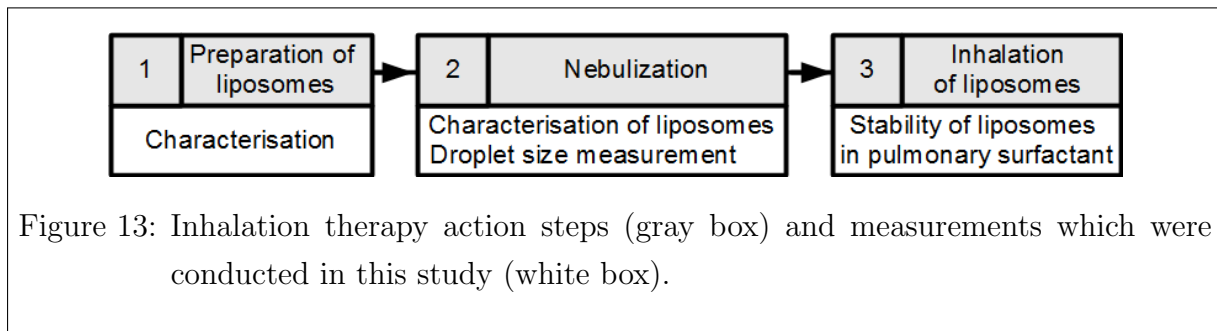 1
Preparation of
liposomes
Characterisation
2
Nebulization
Characterisation of liposomes
Droplet size measurement
3
Inhalation
of liposomes
Stability of liposomes
in pulmonary surfactant
Figure 13: Inhalation therapy action steps (gray box) and measurements which were
conducted in this study (white box).